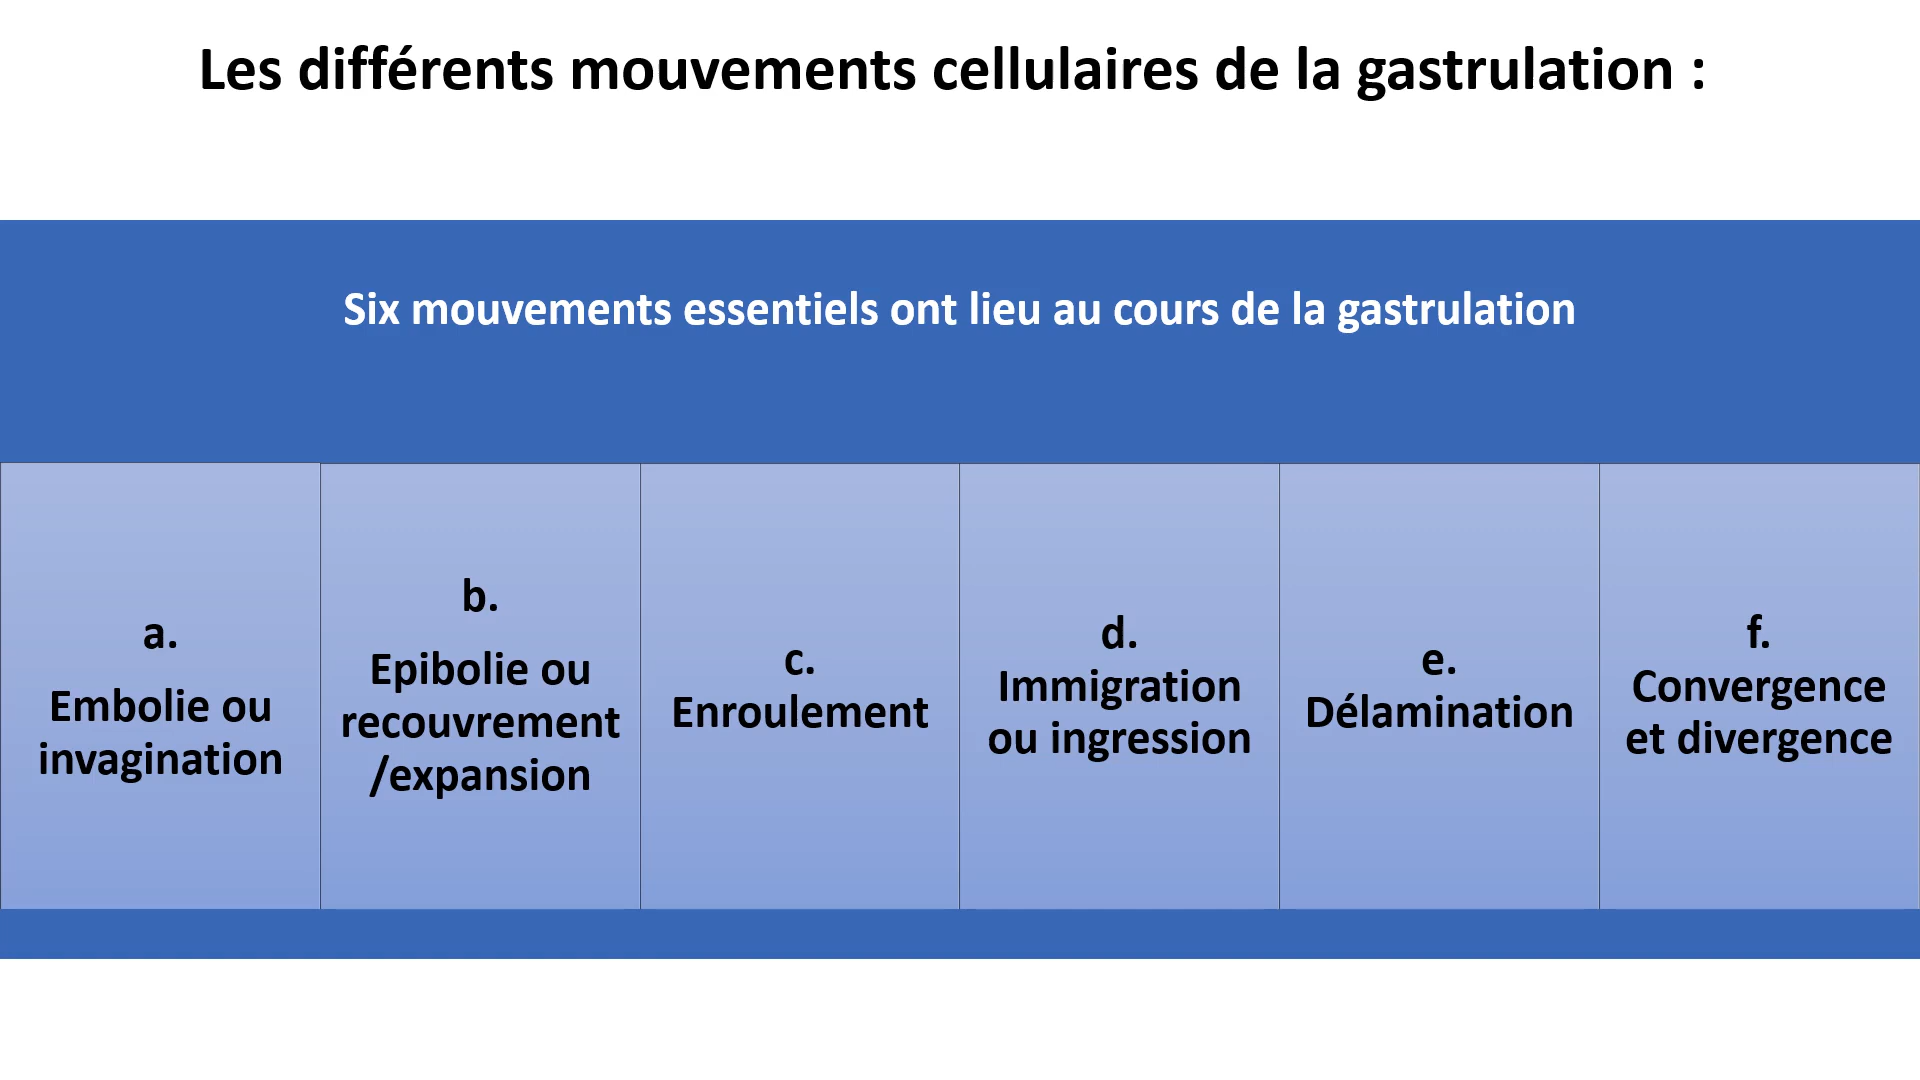 Les différents mouvements cellulaires de la gastrulation :
Six mouvements essentiels ont lieu au cours de la gastrulation
a.
Embolie ou
invagination
b.
Epibolie ou
recouvrement
/expansion
c.
Enroulement
d.
Immigration
ou ingression
e.
Délamination
f.
Convergence
et divergence